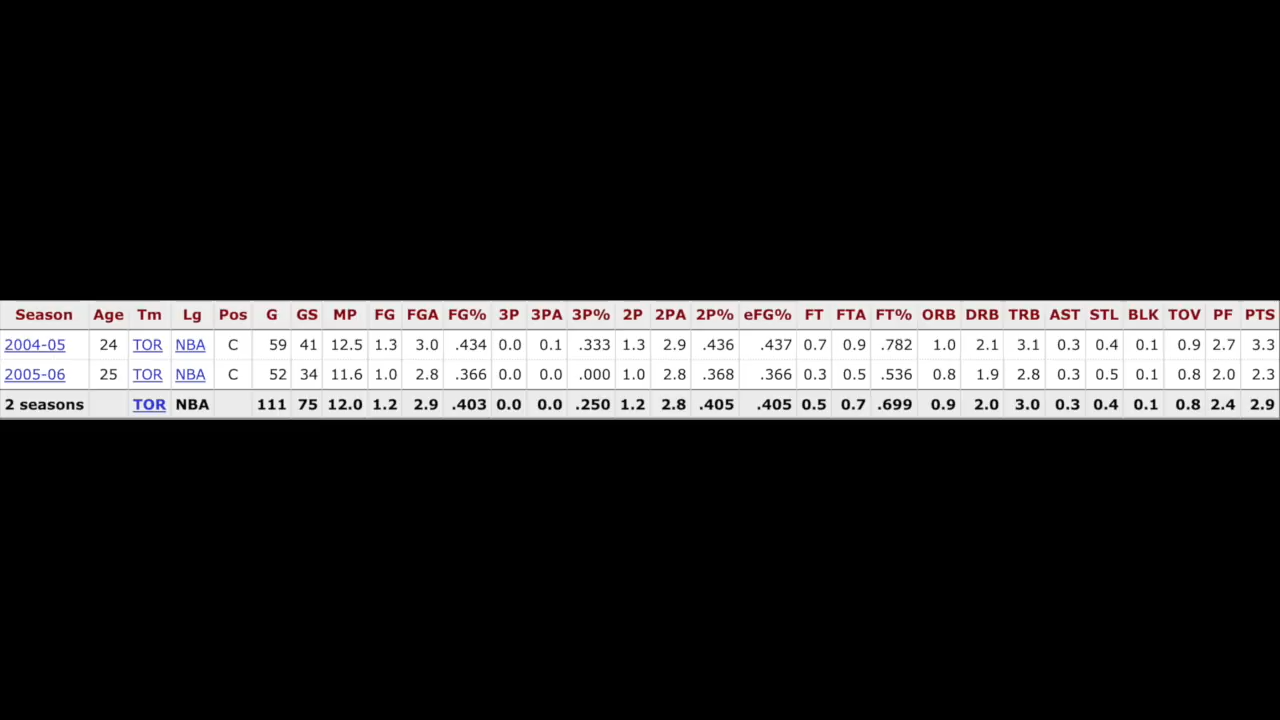 Season Age Tm Lg Pos G GS MP FG FGA FG% 3P 3PA 3P% 2P 2PA 2P% eFG% FT FTA FT% ORB DRB TRB AST STL BLK TOV PF PTS
2004-05 24 TOR NBA C 59 41 12.5 1.3 3.0 .434 0.0 0.1 .333 1.3 2.9 .436 .437 0.7 0.9 .782 1.0 2.1 3.1 0.3 0.4 0.1 0.9 2.7 3.3
2005-06 25 TOR NBA C 52 34 11.6 1.0 2.8 .366 0.0 0.0 .000 1.0 2.8 .368 .366 0.3 0.5 .536 0.8 1.9 2.8 0.3 0.5 0.1 0.8 2.0 2.3
2 seasons TOR NBA 111 75 12.0 1.2 2.9 .403 0.0 0.0 .250 1.2 2.8 .405 .405 0.5 0.7 .699 0.9 2.0 3.0 0.3 0.4 0.1 0.8 2.4 2.9